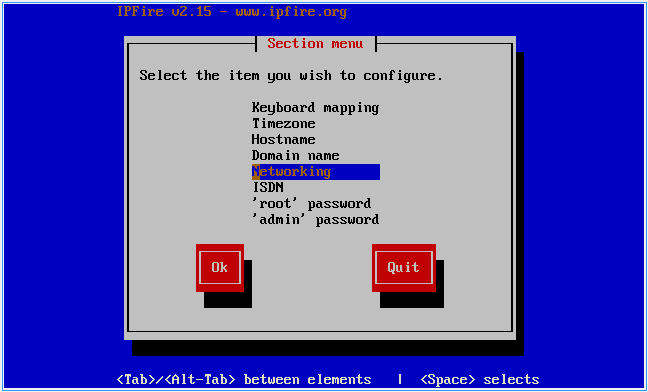 IPFire v2.15 - www.ipfire.org
Section menu
Select the item you wish to configure.
Keyboard mapping
Timezone
Hostname
Domain name
Networking
ISDN
'root' password
'admin' password
Ok Quit
<Tab>/<Alt-Tab> between elements | <Space> selects